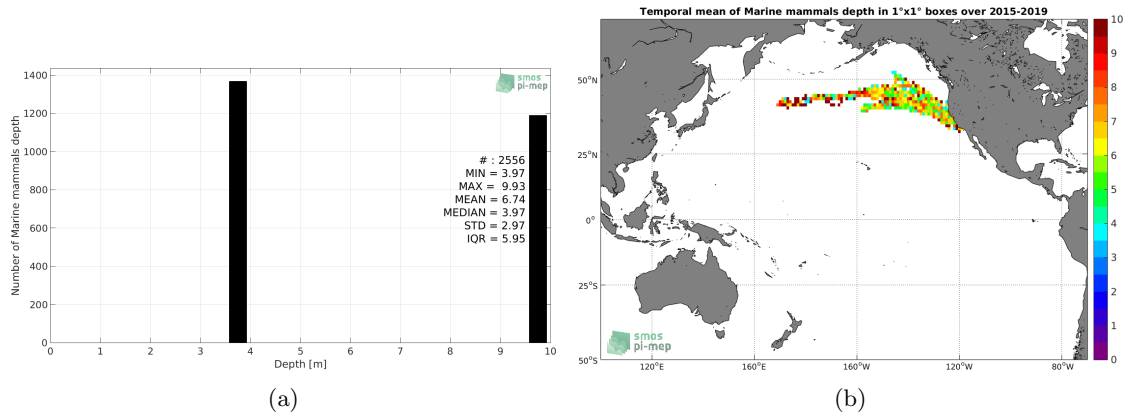 1400
1200
1000
800
600
400
200
0
Number of Marine mammals depth
0 1 2 3 4 5 6 7 8 9 10
Depth [m]
smos
pi-mep
# : 2556
MIN = 3.97
MAX = 9.93
MEAN = 6.74
MEDIAN = 3.97
STD = 2.97
IQR = 5.95
(a)
Temporal mean of Marine mammals depth in 1°x1° boxes over 2015-2019
50°N
25°N
0°
25°S
50°S
120°E 160°E 160°W 120°W 80°W
smos
pi-mep
10
9
8
7
6
5
4
3
2
1
0
(b)